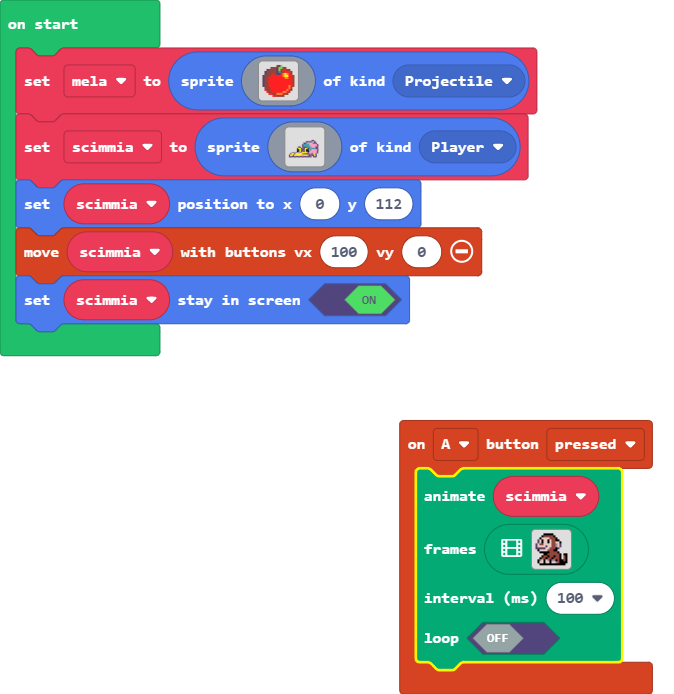 on start
set mela to sprite of kind Projectile
set scimmia to sprite of kind Player
set scimmia position to x 0 y 112
move scimmia with buttons vx 100 vy 0
set scimmia stay in screen ON
on A button pressed
animate scimmia
frames
interval (ms) 100
loop OFF